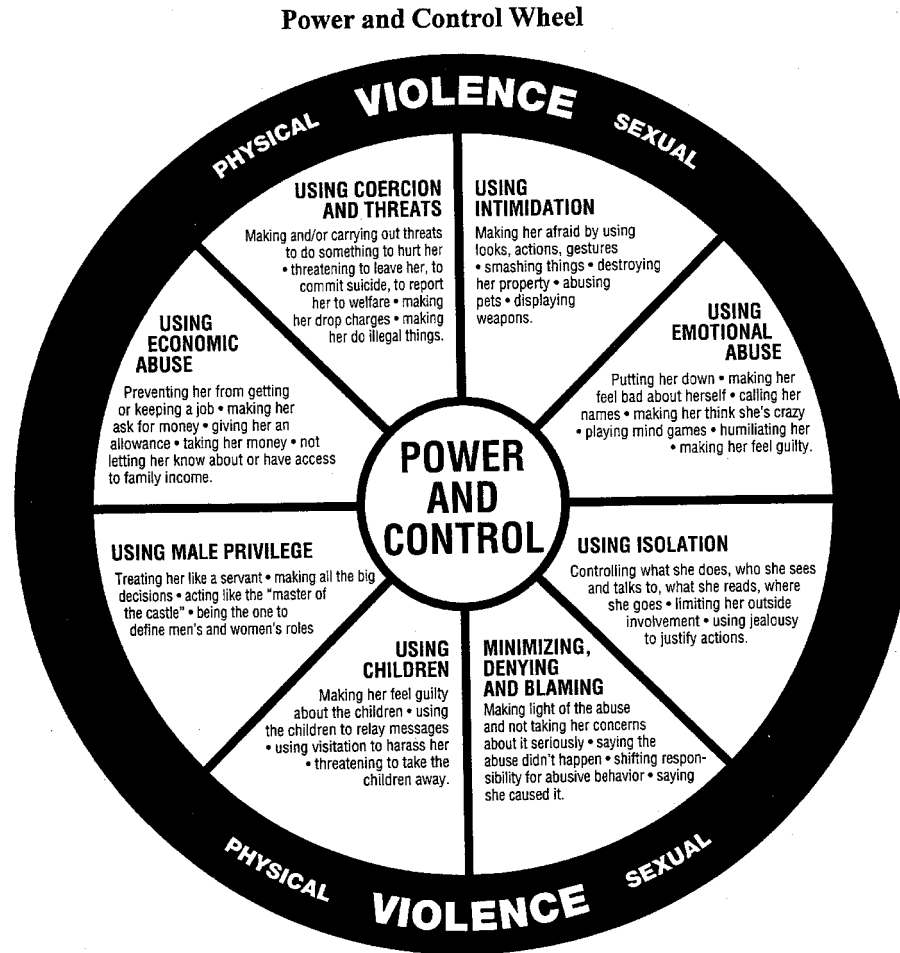 Power and Control Wheel
PHYSICAL VIOLENCE SEXUAL
USING COERCION
AND THREATS
Making and/or carrying out threats
to do something to hurt her
• threatening to leave her, to
commit suicide, to report
her to welfare • making
her drop charges • making
her do illegal things.
USING
INTIMIDATION
Making her afraid by using
looks, actions, gestures
• smashing things • destroying
her property • abusing
pets • displaying
weapons.
USING
EMOTIONAL
ABUSE
Putting her down • making her
feel bad about herself • calling her
names • making her think she's crazy
• playing mind games • humiliating her
• making her feel guilty.
USING ISOLATION
Controlling what she does, who she sees
and talks to, what she reads, where
she goes • limiting her outside
involvement • using jealousy
to justify actions.
MINIMIZING,
DENYING
AND BLAMING
Making light of the abuse
and not taking her concerns
about it seriously • saying the
abuse didn't happen • shifting respon-
sibility for abusive behavior • saying
she caused it.
USING
CHILDREN
Making her feel guilty
about the children • using
the children to relay messages
• using visitation to harass her
• threatening to take the
children away.
USING MALE PRIVILEGE
Treating her like a servant • making all the big
decisions • acting like the "master of
the castle" • being the one to
define men's and women's roles
USING
ECONOMIC
ABUSE
Preventing her from getting
or keeping a job • making her
ask for money • giving her an
allowance • taking her money • not
letting her know about or have access
to family income.
POWER
AND
CONTROL
PHYSICAL VIOLENCE SEXUAL